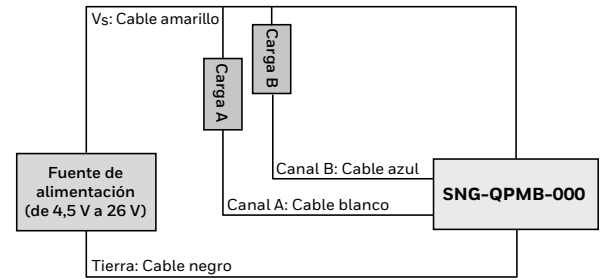 Vs: Cable amarillo
Carga A
Carga B
Fuente de
alimentación
(de 4,5 V a 26 V)
Canal B: Cable azul
SNG-QPMB-000
Canal A: Cable blanco
Tierra: Cable negro